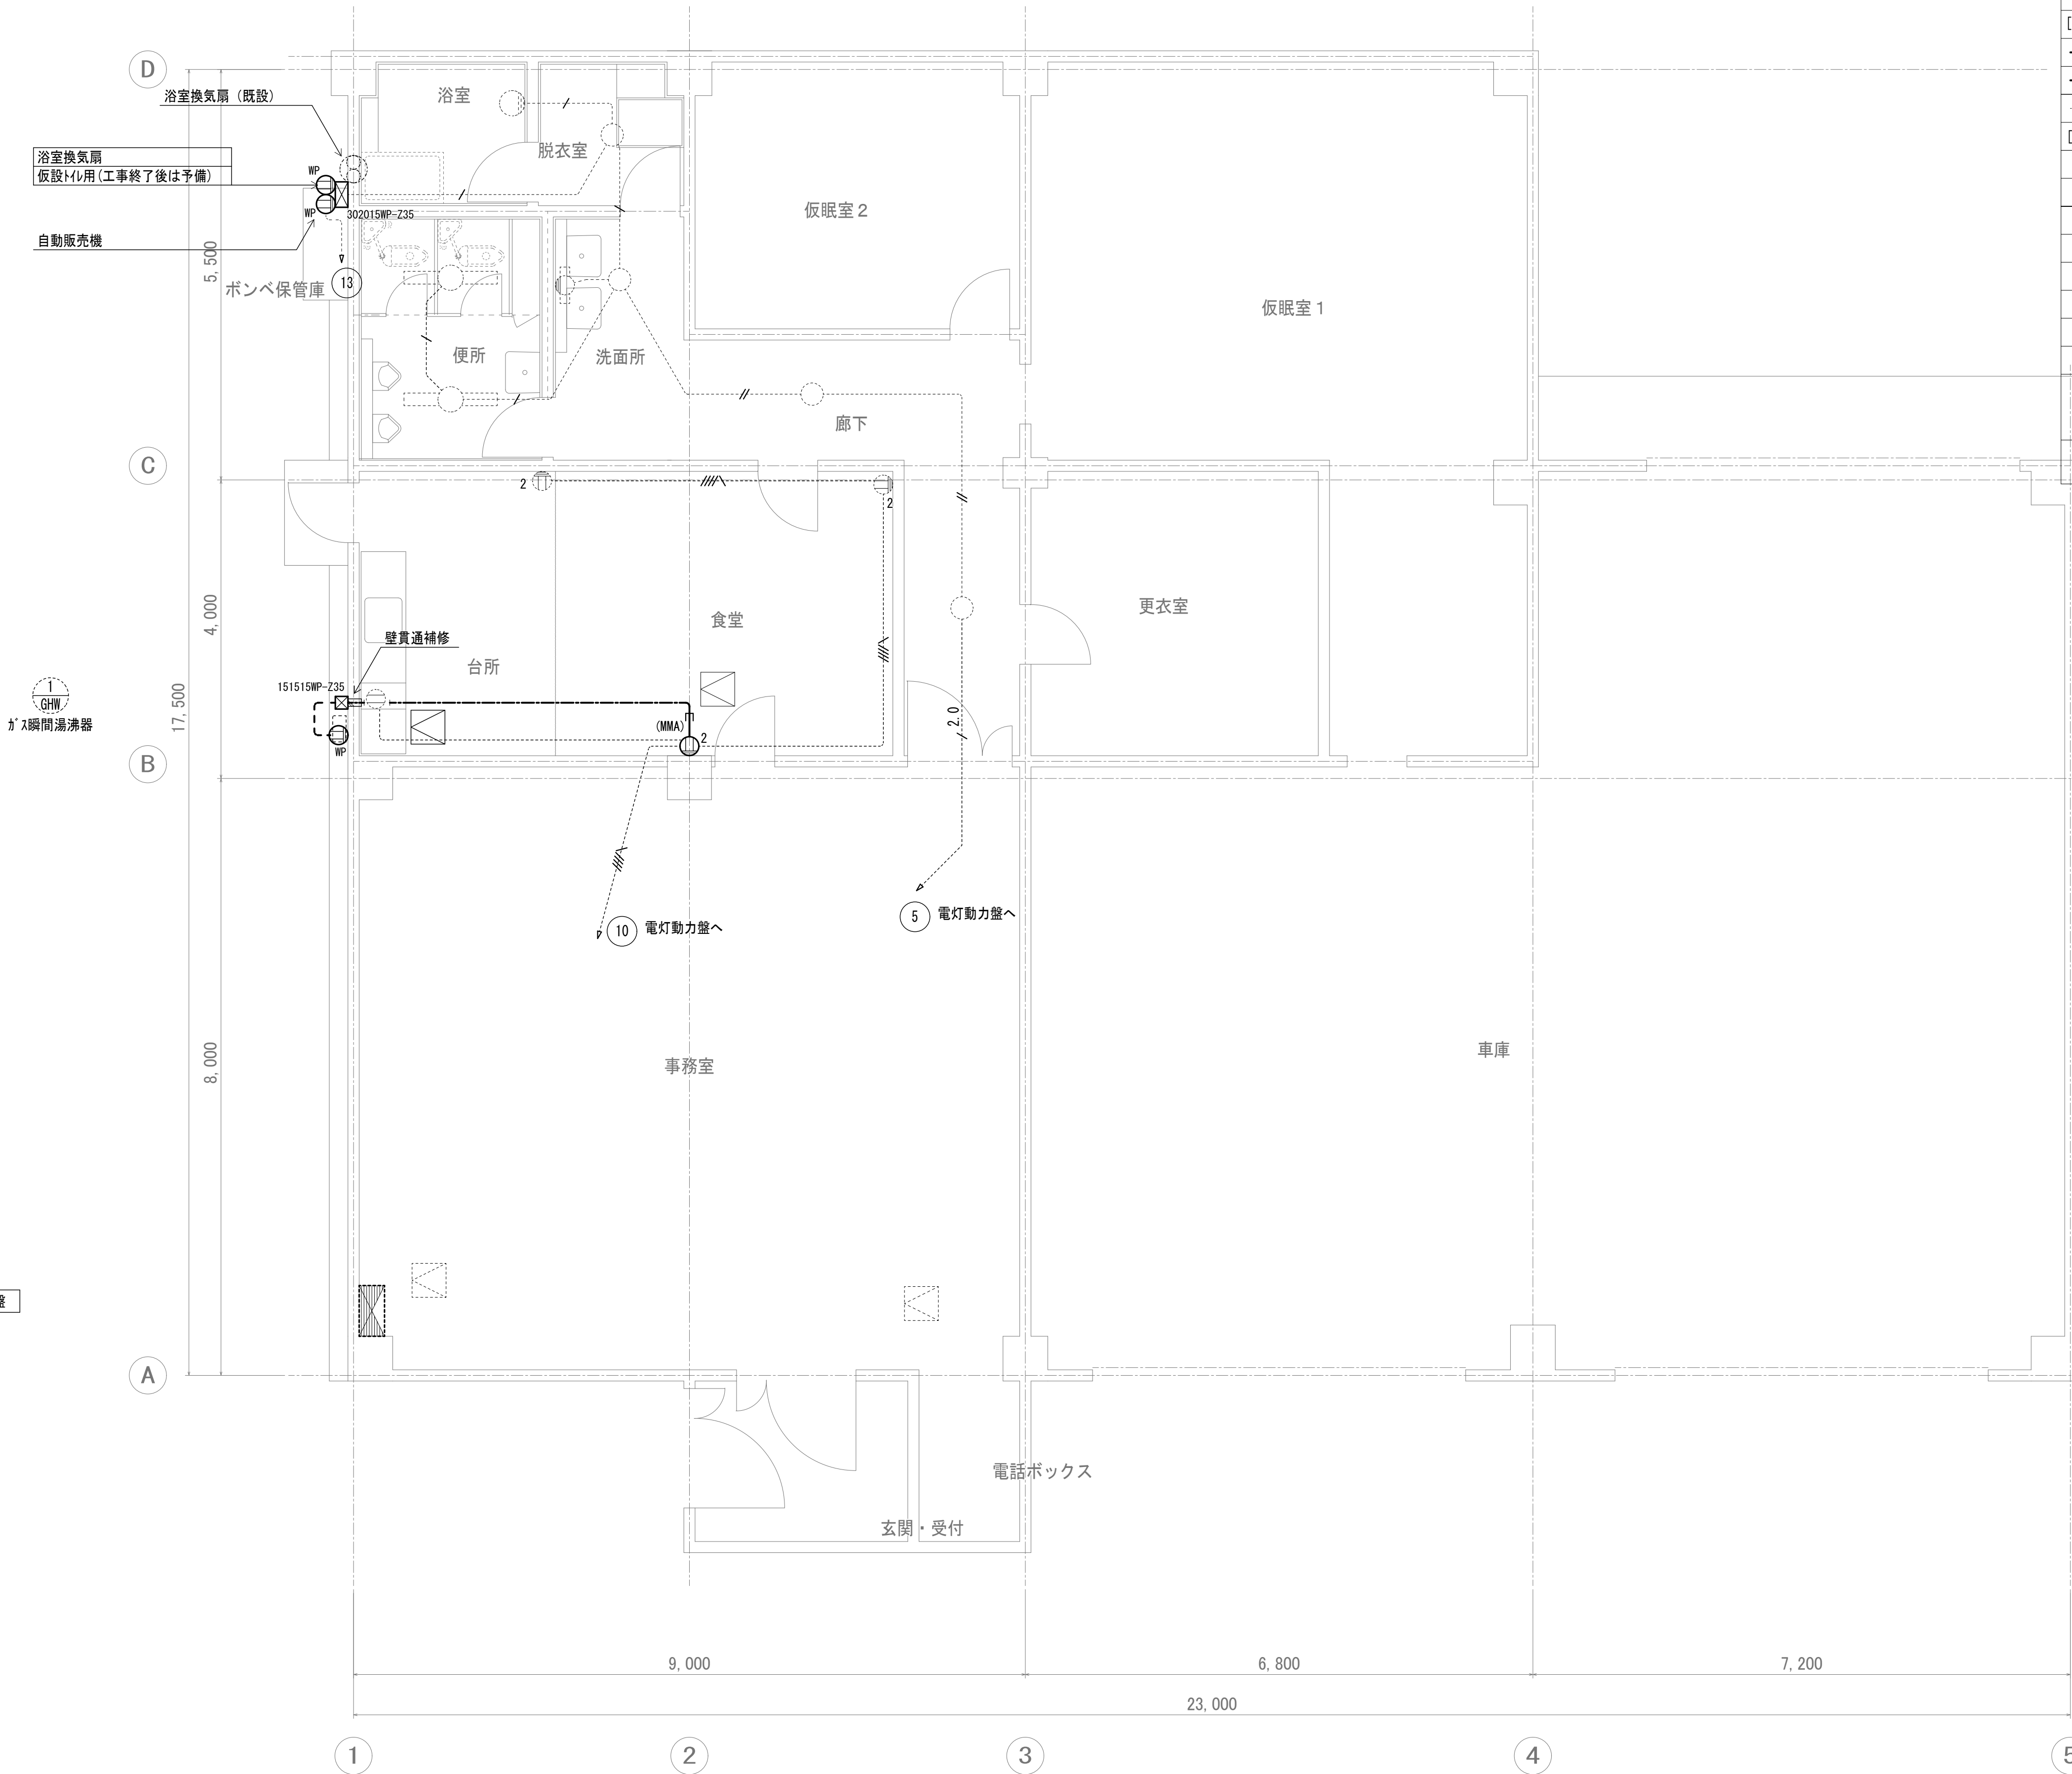 D
浴室換気扇（既設）
浴室
浴室換気扇
仮設ﾄｲﾚ用(工事終了後は予備)
脱衣室
WP
WP
302015WP-Z35
仮眠室２
自動販売機
5,500
13
ボンベ保管庫
仮眠室１
便所
洗面所
廊下
C
2
2
4,000
食堂
更衣室
壁貫通補修
台所
1
GHW
ｶﾞｽ瞬間湯沸器
151515WP-Z35
17,500
2.0
(MMA)
2
WP
B
5
電灯動力盤へ
10
電灯動力盤へ
8,000
事務室
車庫
盤
A
電話ボックス
玄関・受付
9,000
6,800
7,200
23,000
1
2
3
4
5